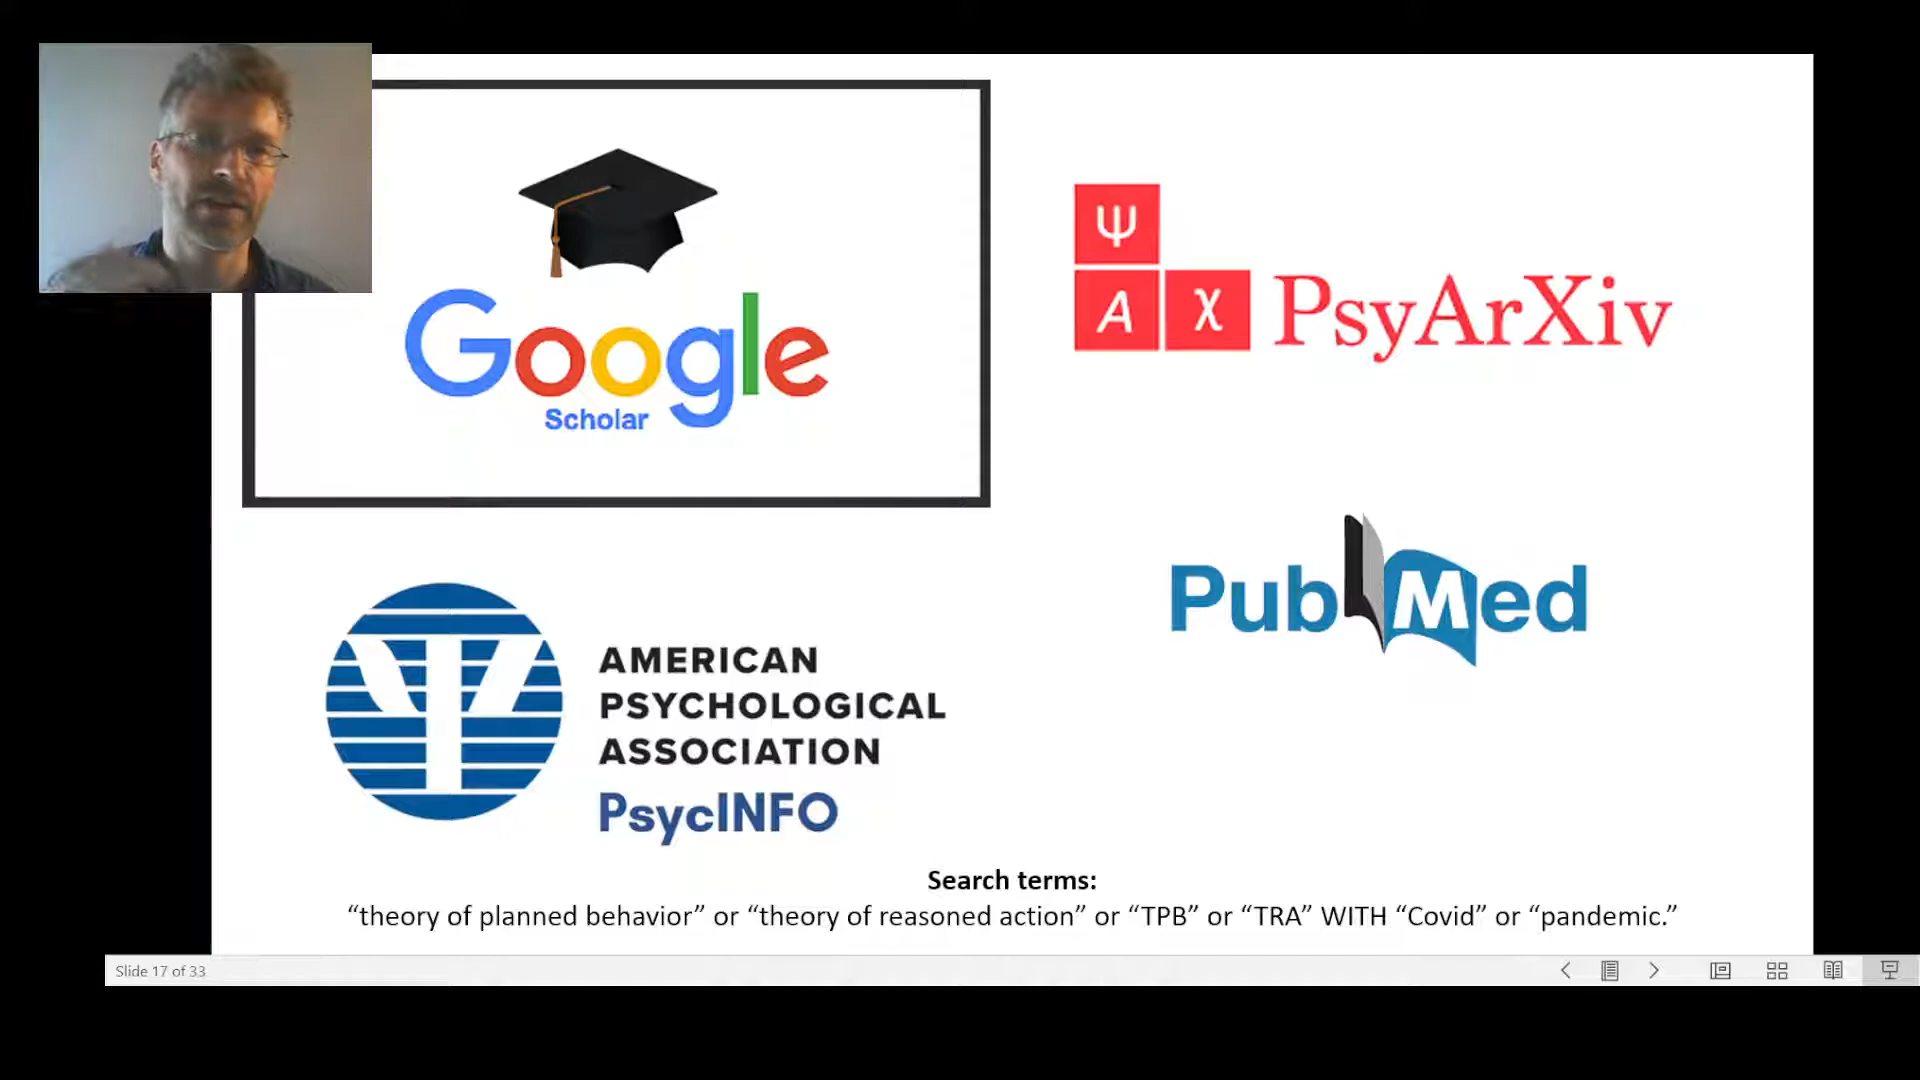 Google
Scholar
Ψ
A χ PsyArXiv
PubMed
AMERICAN
PSYCHOLOGICAL
ASSOCIATION
PsycINFO
Search terms:
“theory of planned behavior” or “theory of reasoned action” or “TPB” or “TRA” WITH “Covid” or “pandemic.”
Slide 17 of 33